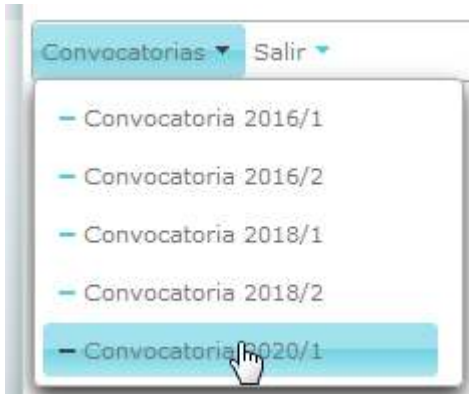 Convocatorias Salir
Convocatoria 2016/1
Convocatoria 2016/2
Convocatoria 2018/1
Convocatoria 2018/2
Convocatoria 2020/1